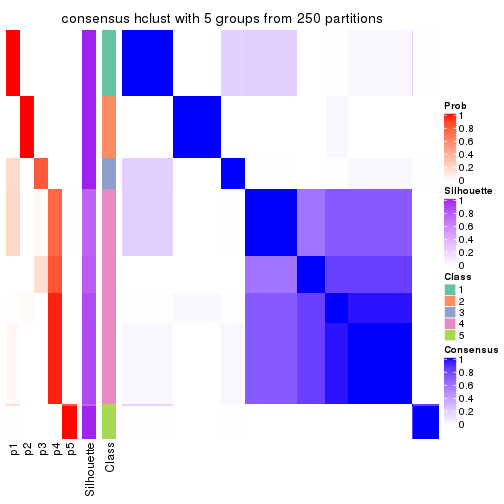 consensus hclust with 5 groups from 250 partitions
Prob
1
0.8
0.6
0.4
0.2
0
Silhouette
1
0.8
0.6
0.4
0.2
0
Class
1
2
3
4
5
Consensus
1
0.8
0.6
0.4
0.2
0
p1
p2
p3
p4
p5
Silhouette
Class